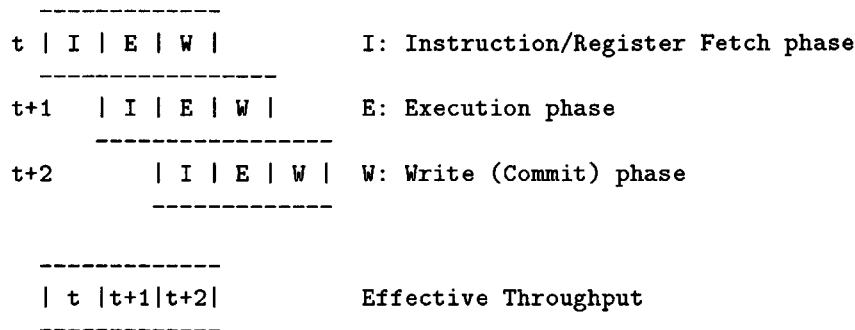 t | I | E | W | I: Instruction/Register Fetch phase
t+1 | I | E | W | E: Execution phase
t+2 | I | E | W | W: Write (Commit) phase
| t |t+1|t+2| Effective Throughput